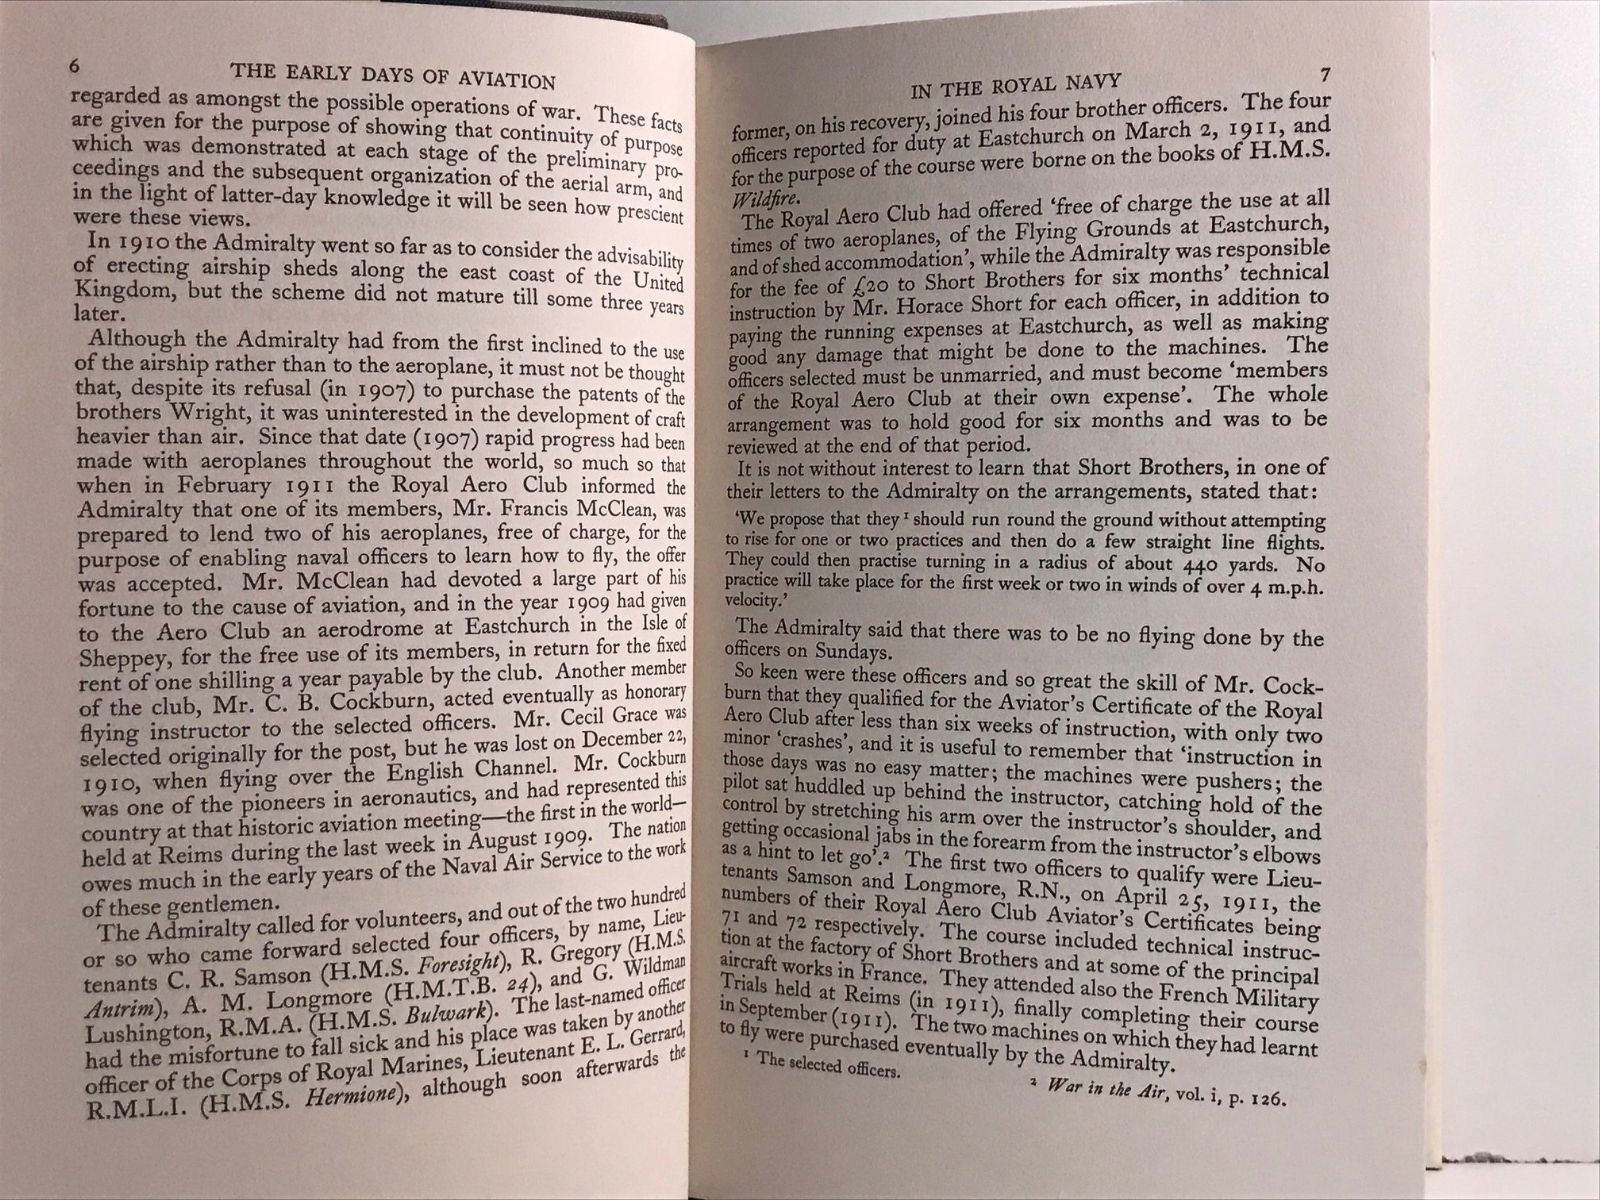 6
THE EARLY DAYS OF AVIATION
regarded as amongst the possible operations of war. These facts
are given for the purpose of showing that continuity of purpose
which was demonstrated at each stage of the preliminary pro-
ceedings and the subsequent organization of the aerial arm, and
in the light of latter-day knowledge it will be seen how prescient
were these views.
In 1910 the Admiralty went so far as to consider the advisability
of erecting airship sheds along the east coast of the United
Kingdom, but the scheme did not mature till some three years
later.
Although the Admiralty had from the first inclined to the use
of the airship rather than to the aeroplane, it must not be thought
that, despite its refusal (in 1907) to purchase the patents of the
brothers Wright, it was uninterested in the development of craft
heavier than air. Since that date (1907) rapid progress had been
made with aeroplanes throughout the world, so much so that
when in February 1911 the Royal Aero Club informed the
Admiralty that one of its members, Mr. Francis McClean, was
prepared to lend two of his aeroplanes, free of charge, for the
purpose of enabling naval officers to learn how to fly, the offer
was accepted. Mr. McClean had devoted a large part of his
fortune to the cause of aviation, and in the year 1909 had given
to the Aero Club an aerodrome at Eastchurch in the Isle of
Sheppey, for the free use of its members, in return for the fixed
rent of one shilling a year payable by the club. Another member
of the club, Mr. C. B. Cockburn, acted eventually as honorary
flying instructor to the selected officers. Mr. Cecil Grace was
selected originally for the post, but he was lost on December 22,
1910, when flying over the English Channel. Mr. Cockburn
was one of the pioneers in aeronautics, and had represented this
country at that historic aviation meeting—the first in the world—
held at Reims during the last week in August 1909. The nation
owes much in the early years of the Naval Air Service to the work
of these gentlemen.
The Admiralty called for volunteers, and out of the two hundred
or so who came forward selected four officers, by name, Lieu-
tenants C. R. Samson (H.M.S. Foresight), R. Gregory (H.M.S.
Antrim), A. M. Longmore (H.M.T.B. 24), and G. Wildman
Lushington, R.M.A. (H.M.S. Bulwark). The last-named officer
had the misfortune to fall sick and his place was taken by another
officer of the Corps of Royal Marines, Lieutenant E. L. Gerrard,
R.M.L.I. (H.M.S. Hermione), although soon afterwards the
IN THE ROYAL NAVY
7
former, on his recovery, joined his four brother officers. The four
officers reported for duty at Eastchurch on March 2, 1911, and
for the purpose of the course were borne on the books of H.M.S.
Wildfire.
The Royal Aero Club had offered ‘free of charge the use at all
times of two aeroplanes, of the Flying Grounds at Eastchurch,
and of shed accommodation’, while the Admiralty was responsible
for the fee of £20 to Short Brothers for six months’ technical
instruction by Mr. Horace Short for each officer, in addition to
paying the running expenses at Eastchurch, as well as making
good any damage that might be done to the machines. The
officers selected must be unmarried, and must become ‘members
of the Royal Aero Club at their own expense’. The whole
arrangement was to hold good for six months and was to be
reviewed at the end of that period.
It is not without interest to learn that Short Brothers, in one of
their letters to the Admiralty on the arrangements, stated that:
‘We propose that they¹ should run round the ground without attempting
to rise for one or two practices and then do a few straight line flights.
They could then practise turning in a radius of about 440 yards. No
practice will take place for the first week or two in winds of over 4 m.p.h.
velocity.’
The Admiralty said that there was to be no flying done by the
officers on Sundays.
So keen were these officers and so great the skill of Mr. Cock-
burn that they qualified for the Aviator’s Certificate of the Royal
Aero Club after less than six weeks of instruction, with only two
minor ‘crashes’, and it is useful to remember that ‘instruction in
those days was no easy matter; the machines were pushers; the
pilot sat huddled up behind the instructor, catching hold of the
control by stretching his arm over the instructor’s shoulder, and
getting occasional jabs in the forearm from the instructor’s elbows
as a hint to let go’.² The first two officers to qualify were Lieu-
tenants Samson and Longmore, R.N., on April 25, 1911, the
numbers of their Royal Aero Club Aviator’s Certificates being
71 and 72 respectively. The course included technical instruc-
tion at the factory of Short Brothers and at some of the principal
aircraft works in France. They attended also the French Military
Trials held at Reims (in 1911), finally completing their course
in September (1911). The two machines on which they had learnt
to fly were purchased eventually by the Admiralty.
¹ The selected officers.
² War in the Air, vol. i, p. 126.